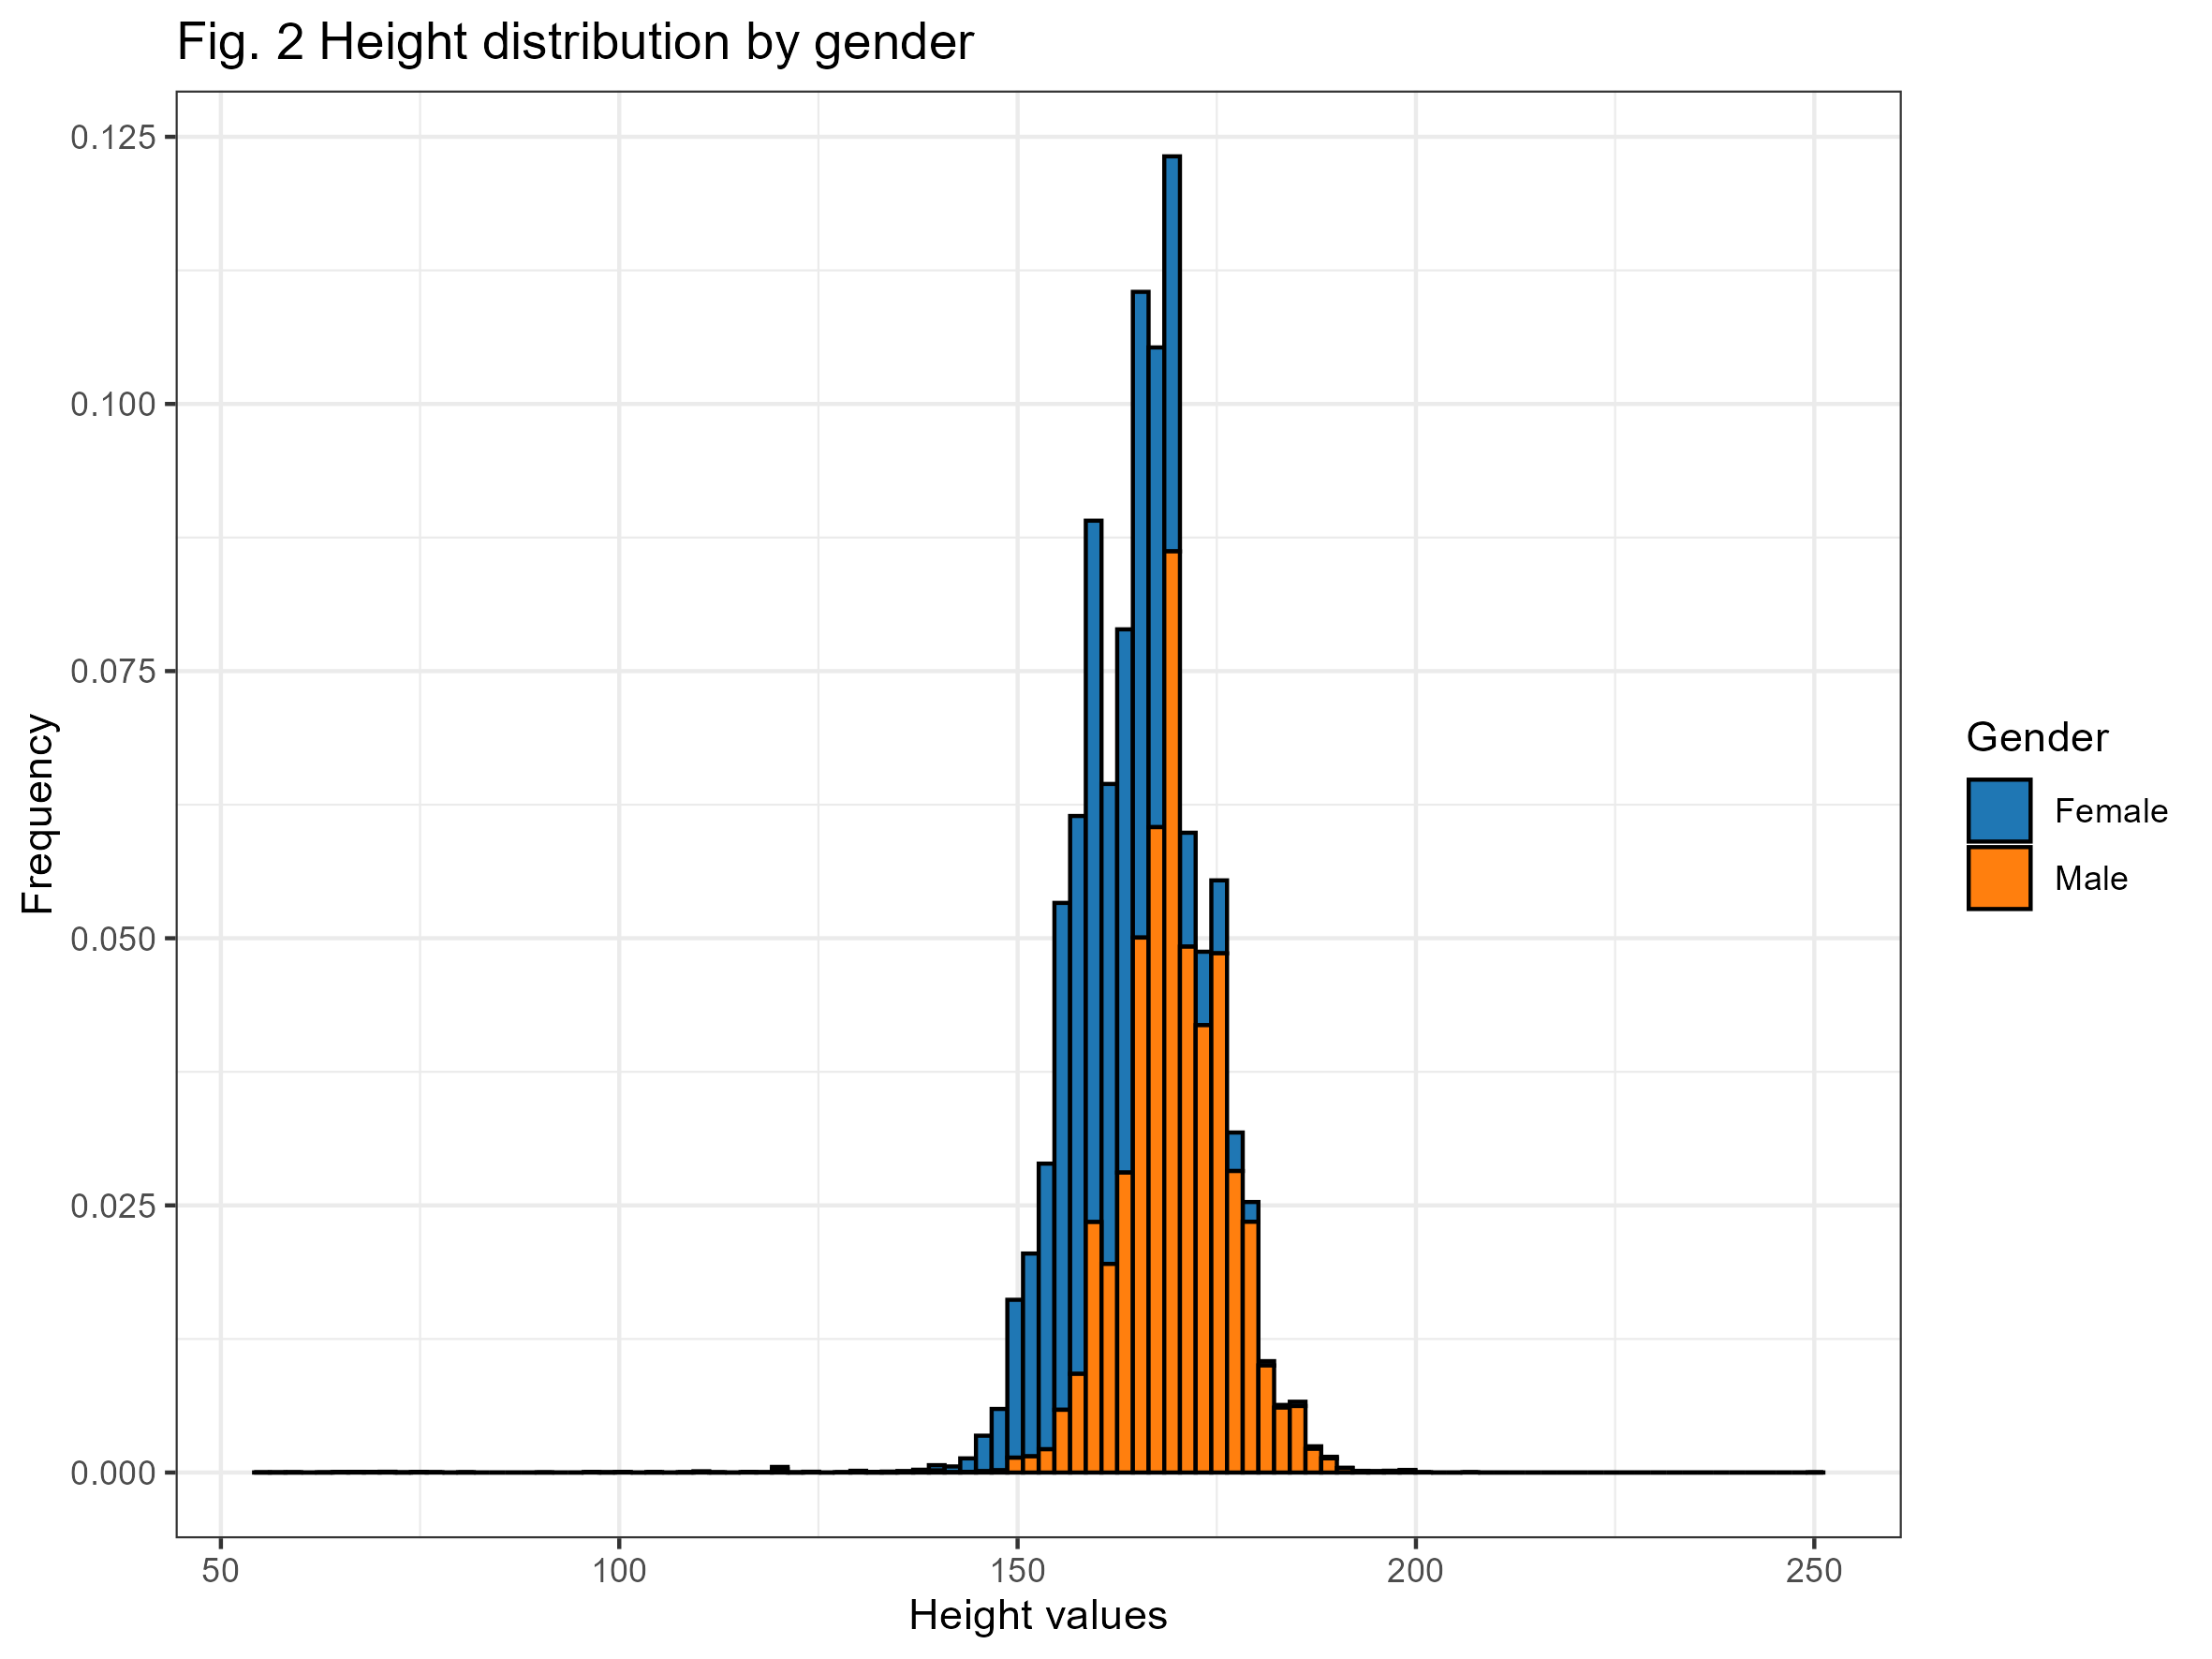 Fig. 2 Height distribution by gender
0.125
0.100
0.075
0.050
0.025
0.000
Frequency
50 100 150 200 250
Height values
Gender
Female
Male